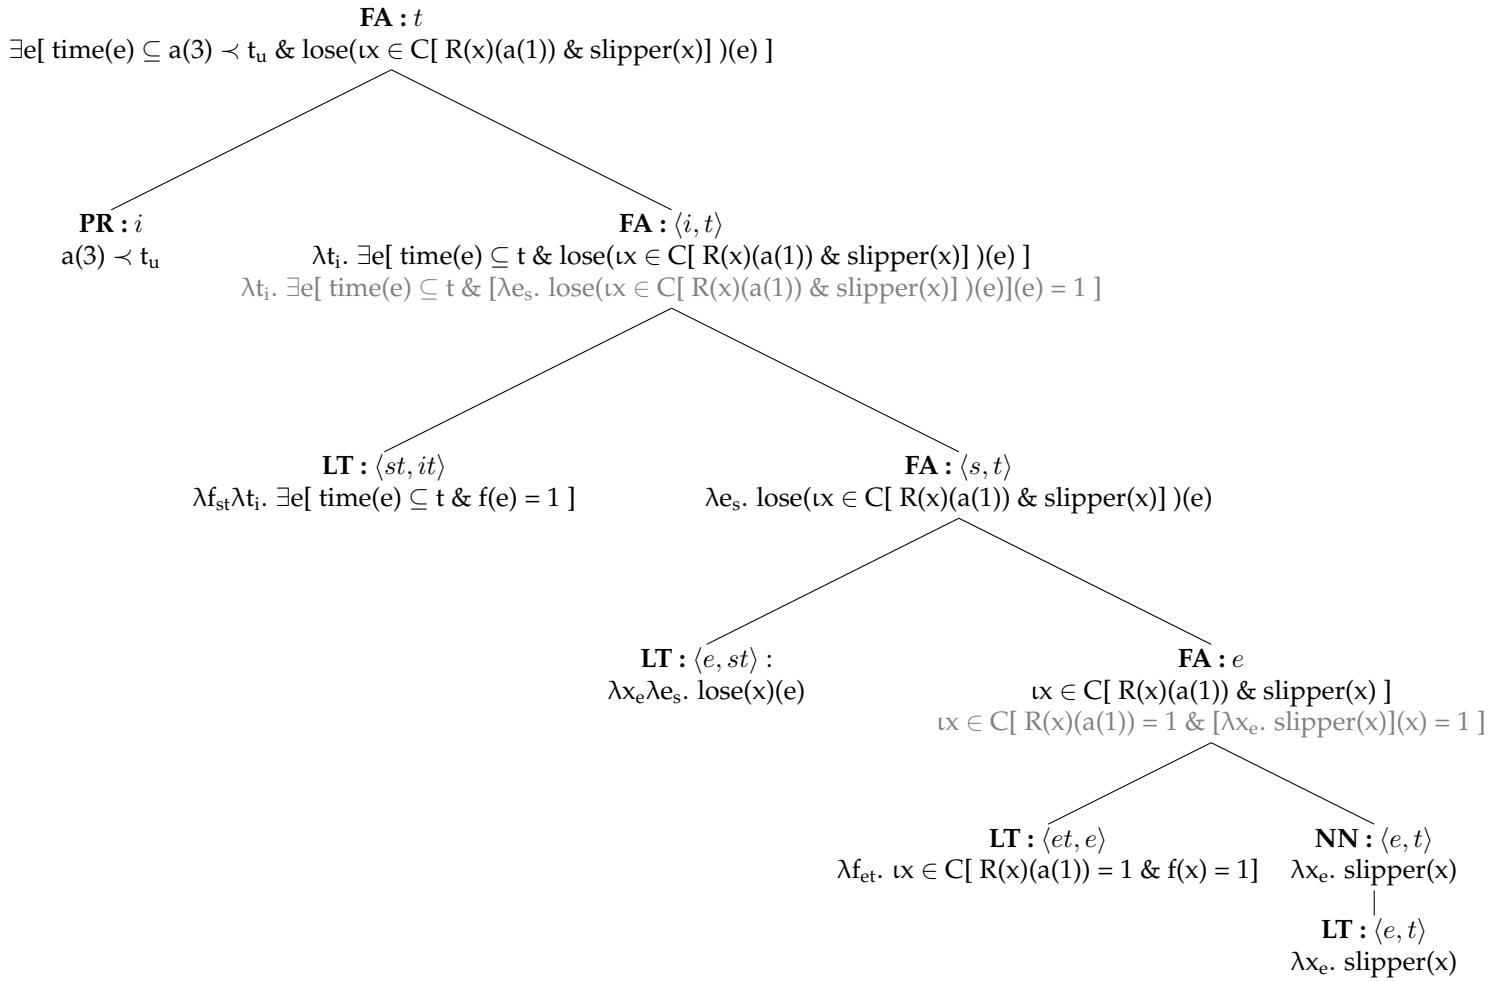 FA : t
∃e[ time(e) ⊆ a(3) ≺ tᵤ & lose(ιx ∈ C[ R(x)(a(1)) & slipper(x)] )(e) ]
PR : i
a(3) ≺ tᵤ
FA : ⟨i, t⟩
λtᵢ. ∃e[ time(e) ⊆ t & lose(ιx ∈ C[ R(x)(a(1)) & slipper(x)] )(e) ]
λtᵢ. ∃e[ time(e) ⊆ t & [λeₛ. lose(ιx ∈ C[ R(x)(a(1)) & slipper(x)] )(e)](e) = 1 ]
LT : ⟨st, it⟩
λfₛₜλtᵢ. ∃e[ time(e) ⊆ t & f(e) = 1 ]
FA : ⟨s, t⟩
λeₛ. lose(ιx ∈ C[ R(x)(a(1)) & slipper(x)] )(e)
LT : ⟨e, st⟩ :
λxₑλeₛ. lose(x)(e)
FA : e
ιx ∈ C[ R(x)(a(1)) & slipper(x) ]
ιx ∈ C[ R(x)(a(1)) = 1 & [λxₑ. slipper(x)](x) = 1 ]
LT : ⟨et, e⟩
λfₑₜ. ιx ∈ C[ R(x)(a(1)) = 1 & f(x) = 1]
NN : ⟨e, t⟩
λxₑ. slipper(x)
LT : ⟨e, t⟩
λxₑ. slipper(x)